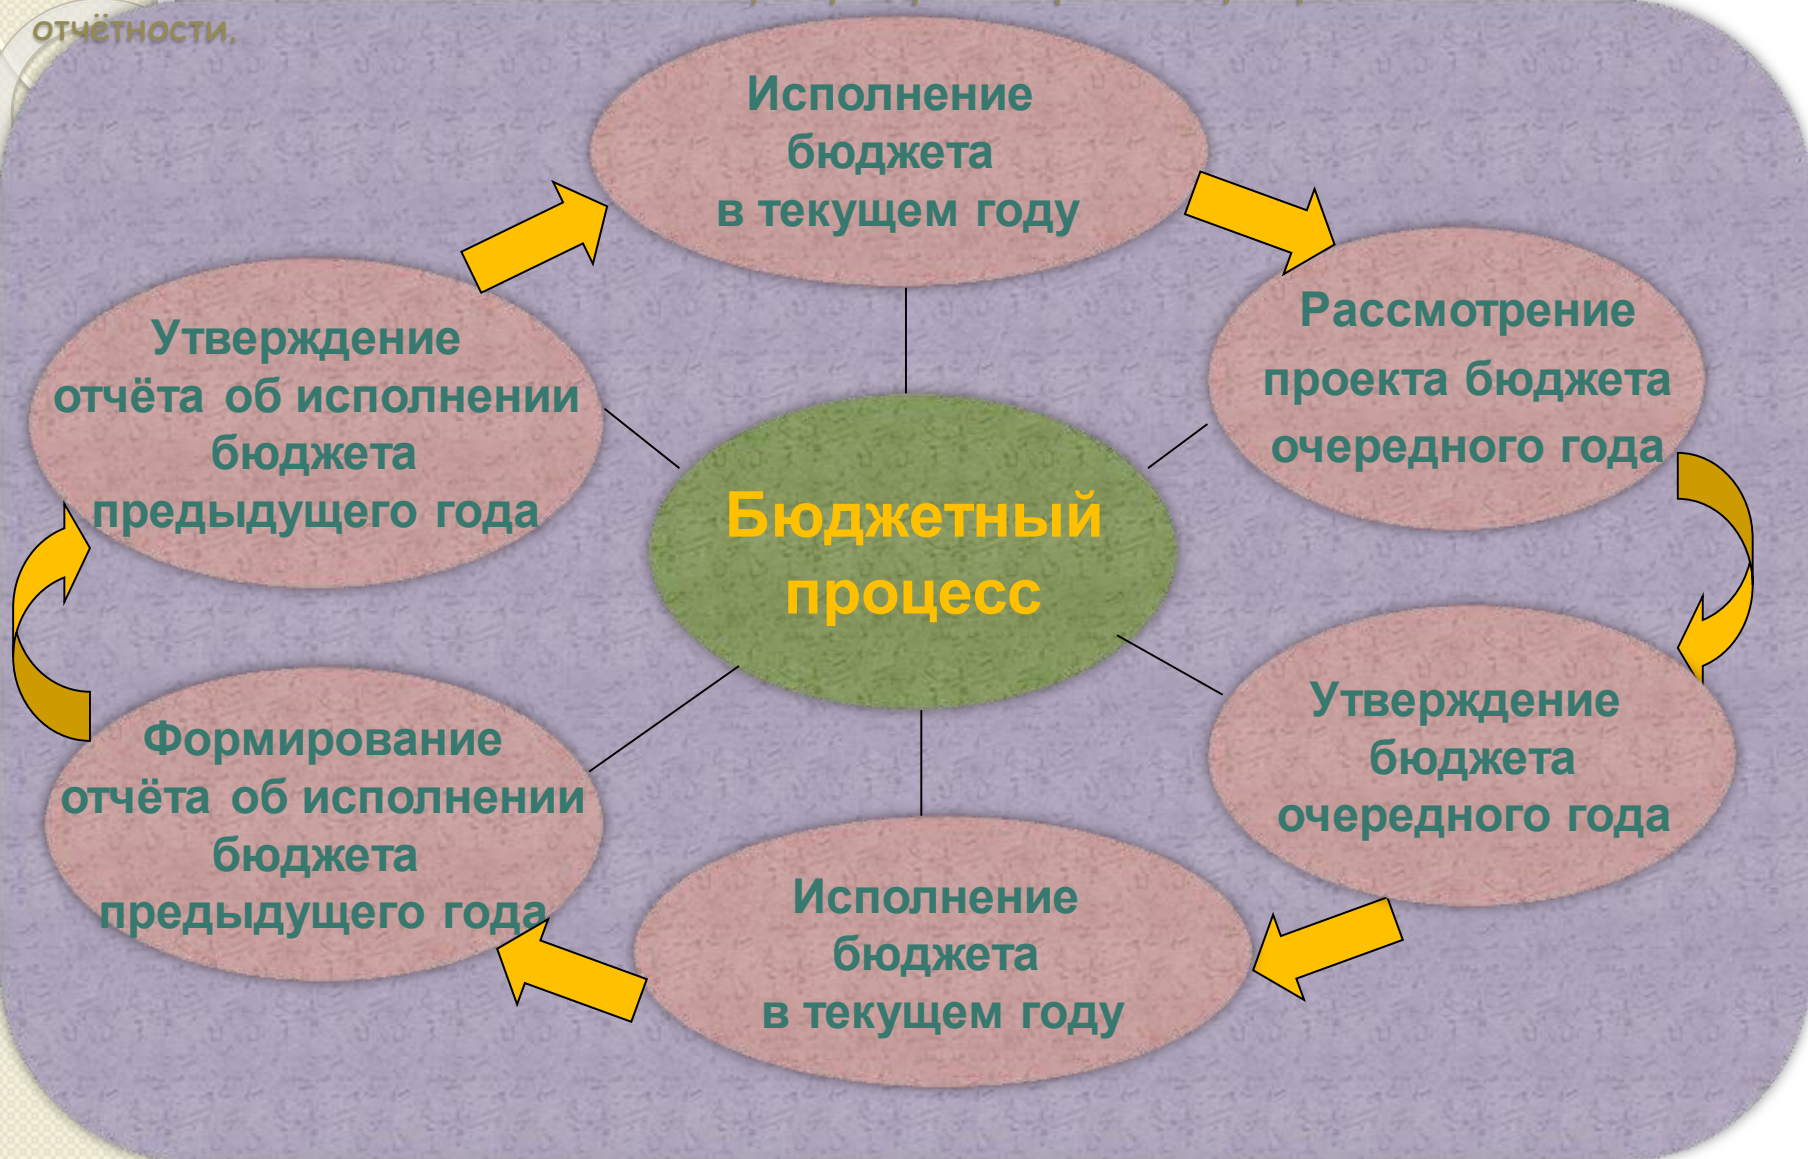 отчётности.
Исполнение
бюджета
в текущем году
Рассмотрение
проекта бюджета
очередного года
Утверждение
отчёта об исполнении
бюджета
предыдущего года
Бюджетный
процесс
Утверждение
бюджета
очередного года
Формирование
отчёта об исполнении
бюджета
предыдущего года
Исполнение
бюджета
в текущем году